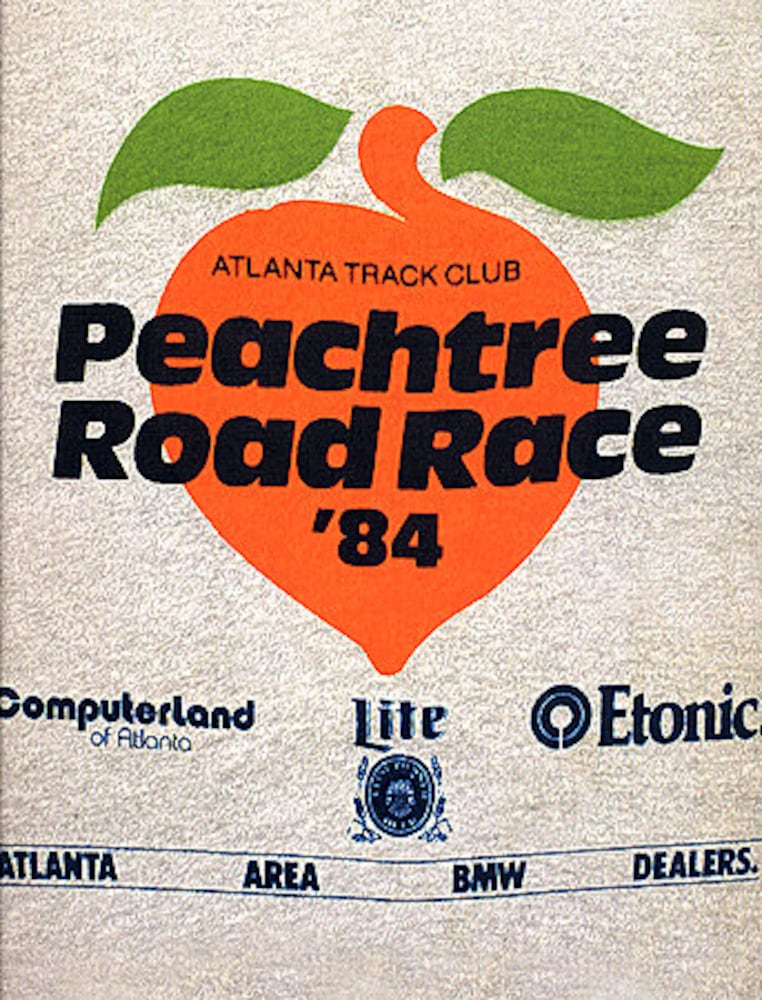 ATLANTA TRACK CLUB
Peachtree
Road Race
'84
ComputerLand
of Atlanta
Lite
Etonic.
ATLANTA AREA BMW DEALERS.